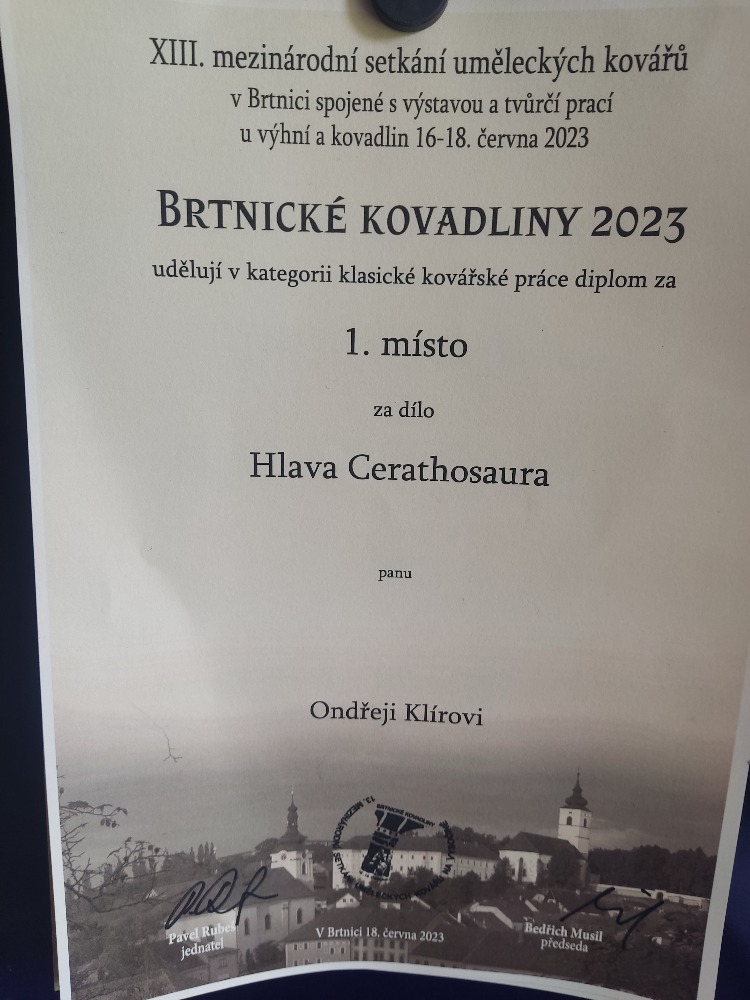 XIII. mezinárodní setkání uměleckých kovářů
v Brtnici spojené s výstavou a tvůrčí prací
u výhní a kovadlin 16-18. června 2023
BRTNICKÉ KOVADLINY 2023
udělují v kategorii klasické kovářské práce diplom za
1. místo
za dílo
Hlava Cerathosaura
panu
Ondřeji Klírovi
BRTNICKÉ KOVADLINY
Pavel Rubeš
jednatel
V Brtnici 18. června 2023
Bedřich Musil
předseda